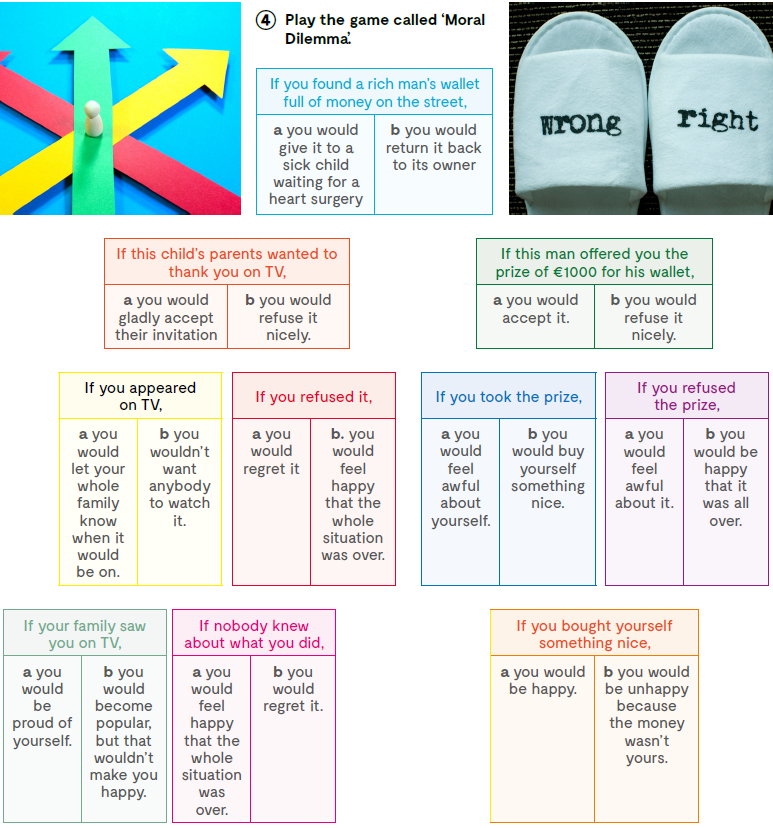 ④ Play the game called ‘Moral
Dilemma’.
If you found a rich man’s wallet
full of money on the street,
a you would
give it to a
sick child
waiting for a
heart surgery
b you would
return it back
to its owner
wrong
right
If this child’s parents wanted to
thank you on TV,
a you would
gladly accept
their invitation
b you would
refuse it
nicely.
If this man offered you the
prize of €1000 for his wallet,
a you would
accept it.
b you would
refuse it
nicely.
If you appeared
on TV,
a you
would
let your
whole
family
know
when it
would
be on.
b you
wouldn’t
want
anybody
to watch
it.
If you refused it,
a you
would
regret it
b. you
would
feel
happy
that the
whole
situation
was over.
If you took the prize,
a you
would
feel
awful
about
yourself.
b you
would buy
yourself
something
nice.
If you refused
the prize,
a you
would
feel
awful
about it.
b you
would be
happy
that it
was all
over.
If your family saw
you on TV,
a you
would
be
proud of
yourself.
b you
would
become
popular,
but that
wouldn’t
make you
happy.
If nobody knew
about what you did,
a you
would
feel
happy
that the
whole
situation
was
over.
b you
would
regret it.
If you bought yourself
something nice,
a you would
be happy.
b you would
be unhappy
because
the money
wasn’t
yours.